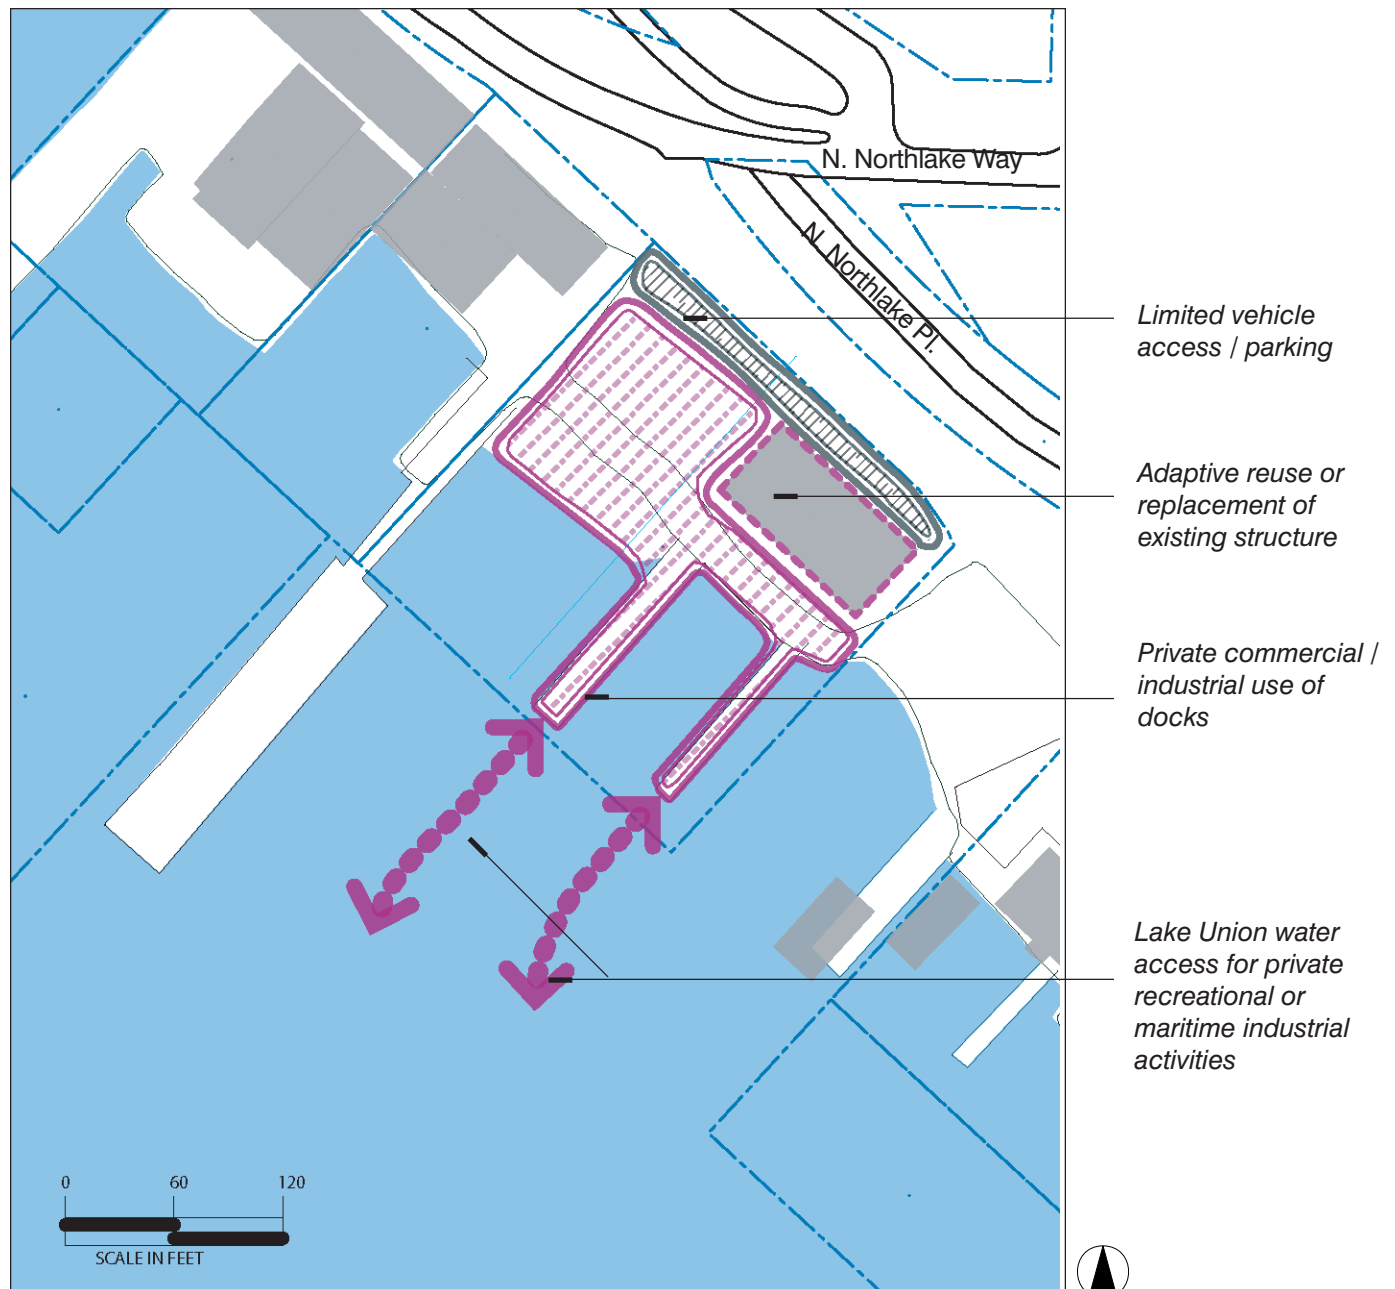 N. Northlake Way
N. Northlake Pl.
Limited vehicle
access / parking
Adaptive reuse or
replacement of
existing structure
Private commercial /
industrial use of
docks
Lake Union water
access for private
recreational or
maritime industrial
activities
0 60 120
SCALE IN FEET